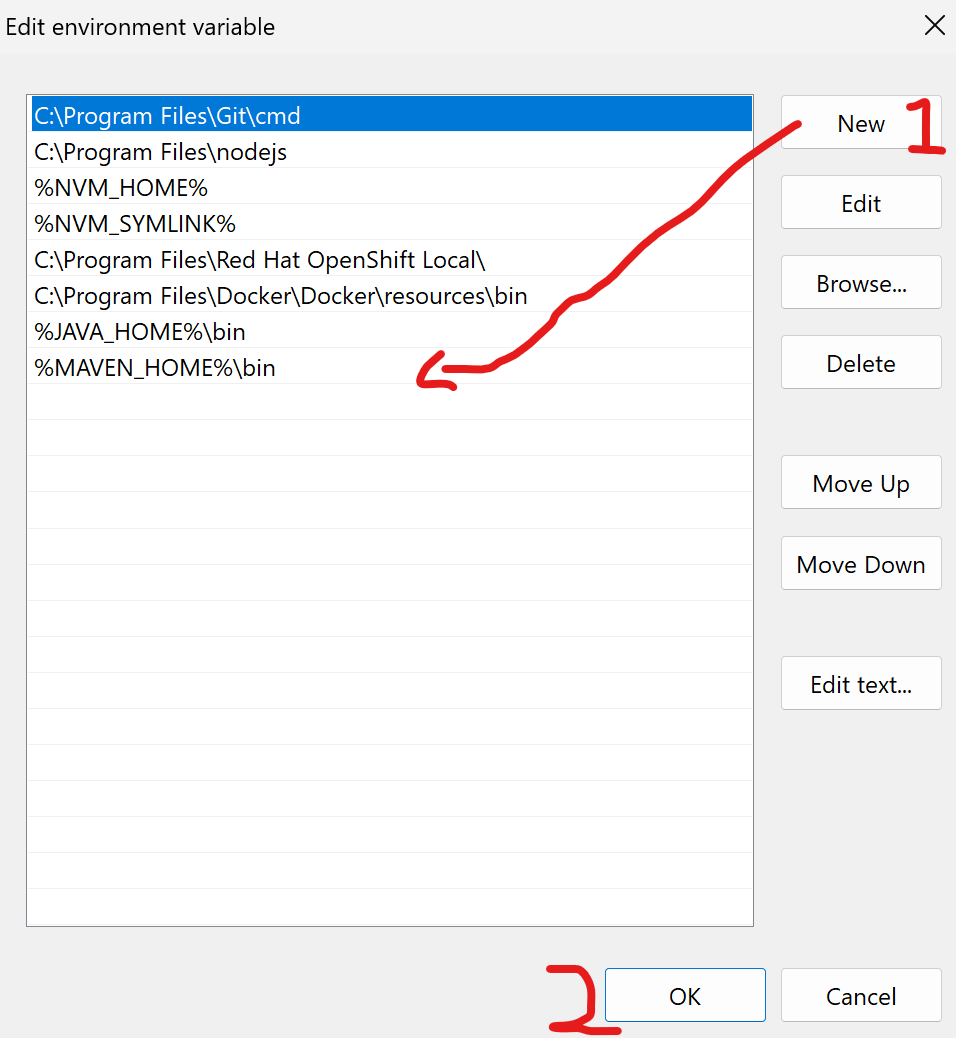 Edit environment variable
C:\Program Files\Git\cmd
New
1
C:\Program Files\nodejs
%NVM_HOME%
Edit
%NVM_SYMLINK%
C:\Program Files\Red Hat OpenShift Local\
Browse...
C:\Program Files\Docker\Docker\resources\bin
%JAVA_HOME%\bin
Delete
%MAVEN_HOME%\bin
Move Up
Move Down
Edit text...
2
OK
Cancel